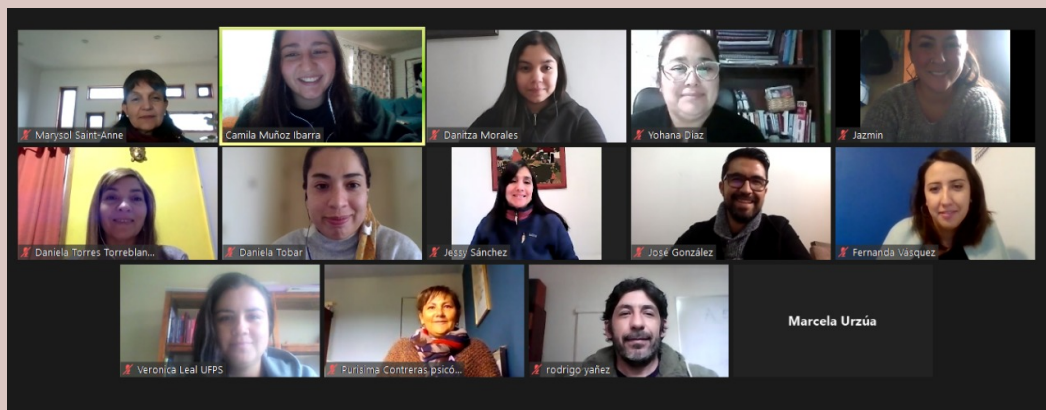 Marysol Saint-Anne
Camila Muñoz Ibarra
Danitza Morales
Yohana Díaz
Jazmin
Daniela Torres Torreblan...
Daniela Tobar
Jessy Sánchez
José González
Fernanda Vásquez
Veronica Leal UFPS
Purísima Contreras psicó...
rodrigo yañez
Marcela Urzúa